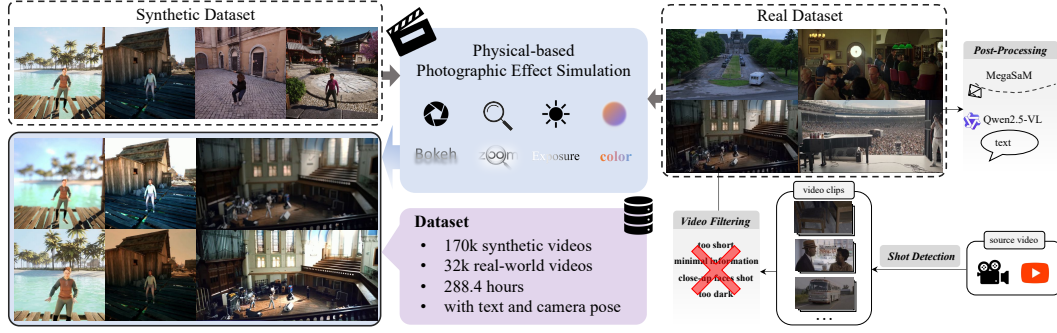 Synthetic Dataset
Physical-based
Photographic Effect Simulation
Bokeh
zoom
Exposure
color
Real Dataset
Post-Processing
MegaSaM
Qwen2.5-VL
text
Dataset
• 170k synthetic videos
• 32k real-world videos
• 288.4 hours
• with text and camera pose
Video Filtering
too short
minimal information
close-up faces shot
too dark
video clips
...
Shot Detection
source video